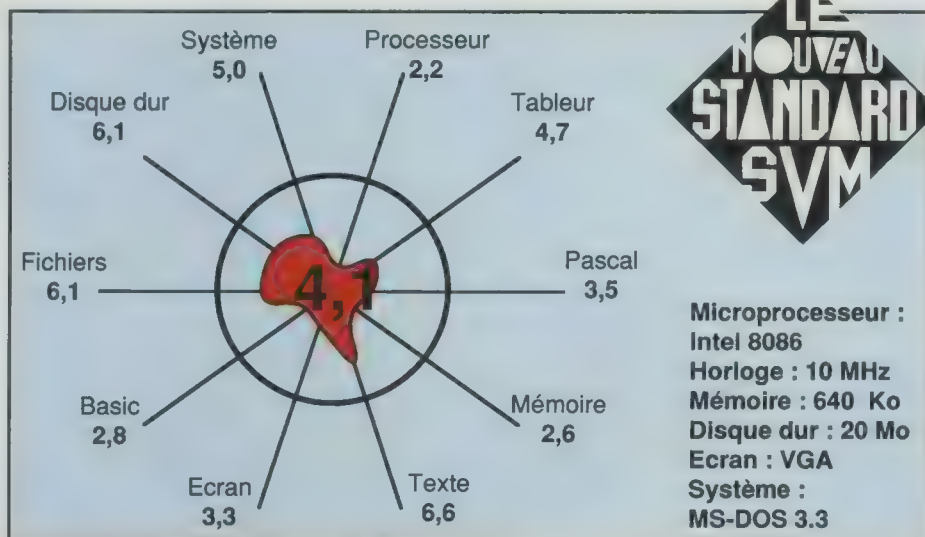 Système
5,0
Processeur
2,2
Disque dur
6,1
Tableur
4,7
Fichiers
6,1
4,1
Pascal
3,5
Basic
2,8
Mémoire
2,6
Ecran
3,3
Texte
6,6
LE
NOUVEAU
STANDARD
SVM
Microprocesseur :
Intel 8086
Horloge : 10 MHz
Mémoire : 640 Ko
Disque dur : 20 Mo
Ecran : VGA
Système :
MS-DOS 3.3